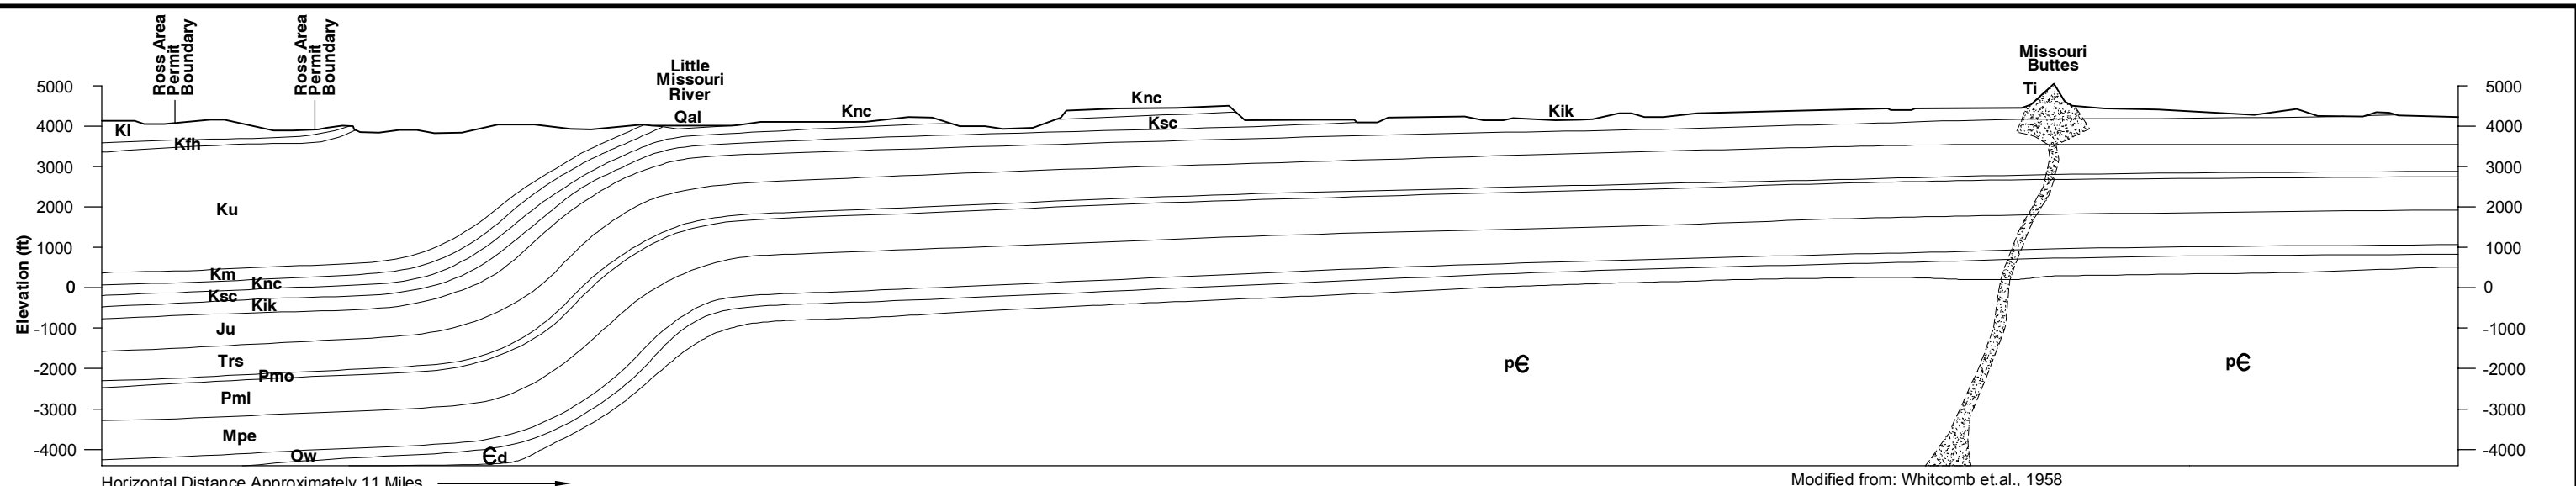 Ross Area
Permit
Boundary
Ross Area
Permit
Boundary
Little
Missouri
River
Missouri
Buttes
Elevation (ft)
5000
4000
3000
2000
1000
0
-1000
-2000
-3000
-4000
Kl
Kfh
Ku
Km
Knc
Ksc
Kik
Ju
Trs
Pmo
Pml
Mpe
Ow
Єd
Qal
Knc
Knc
Ksc
Kik
Ti
pЄ
pЄ
5000
4000
3000
2000
1000
0
-1000
-2000
-3000
-4000
Horizontal Distance Approximately 11 Miles
Modified from: Whitcomb et.al., 1958